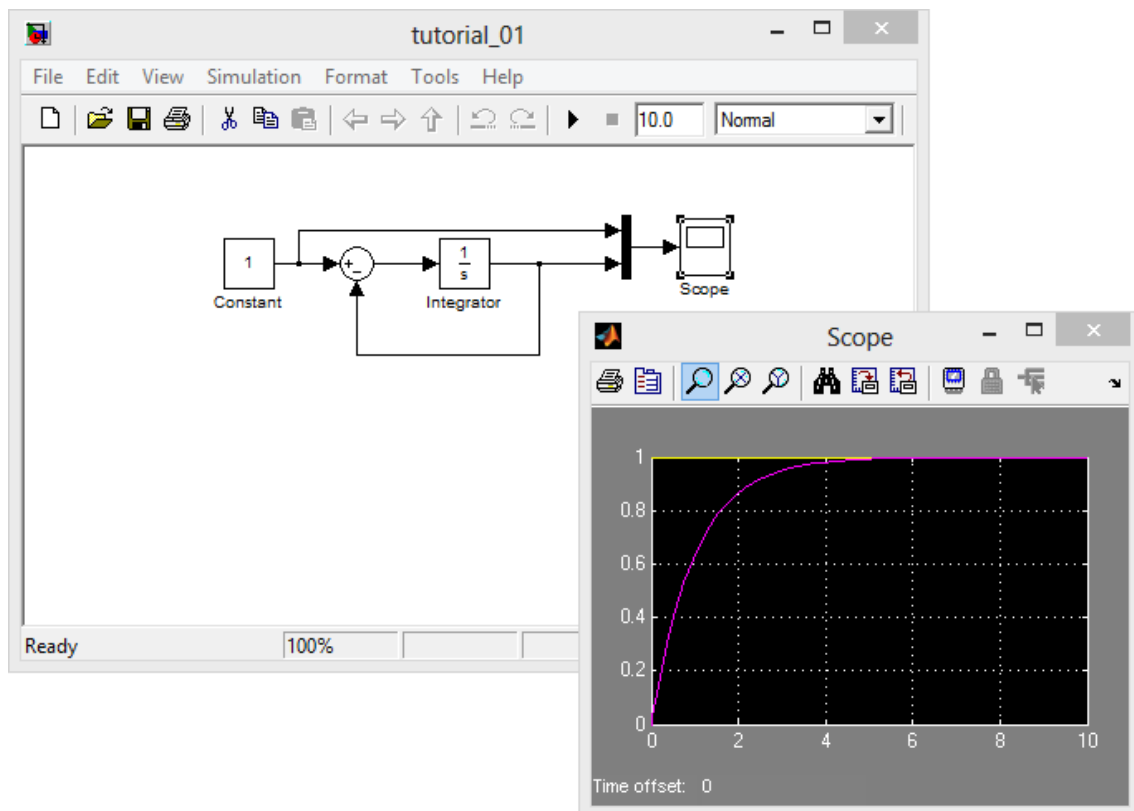 tutorial_01
File Edit View Simulation Format Tools Help
10.0 Normal
1
Constant
+
-
1
s
Integrator
Scope
Ready 100%
Scope
1
0.8
0.6
0.4
0.2
0
0 2 4 6 8 10
Time offset: 0